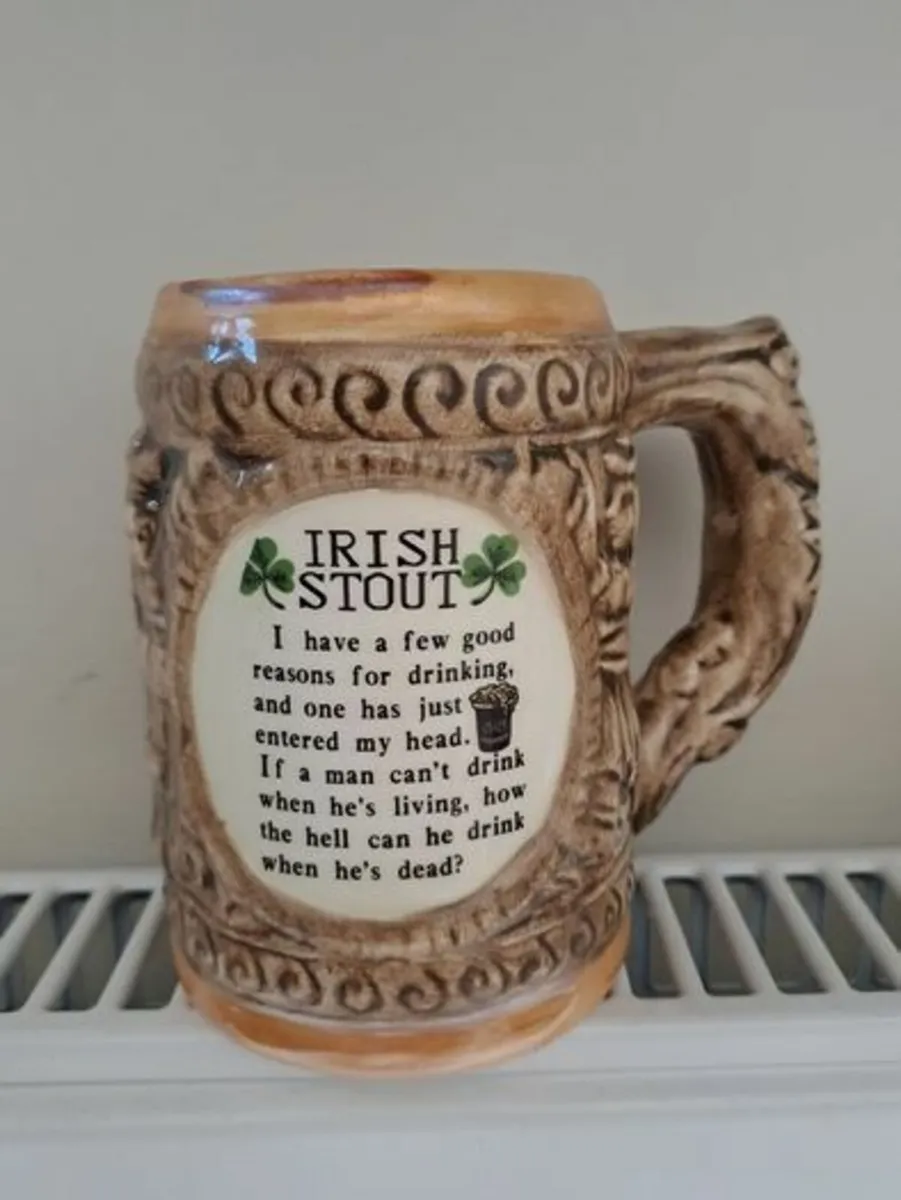 IRISH
STOUT
I have a few good
reasons for drinking,
and one has just
entered my head.
If a man can't drink
when he's living, how
the hell can he drink
when he's dead?